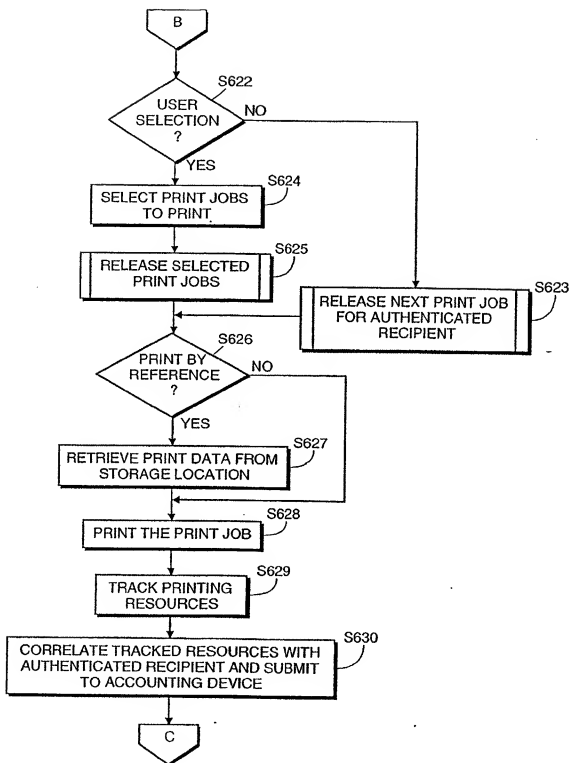 B
S622
USER
SELECTION
?
NO
YES
S624
SELECT PRINT JOBS
TO PRINT
S625
RELEASE SELECTED
PRINT JOBS
S623
RELEASE NEXT PRINT JOB
FOR AUTHENTICATED
RECIPIENT
S626
PRINT BY
REFERENCE
?
NO
YES
S627
RETRIEVE PRINT DATA FROM
STORAGE LOCATION
S628
PRINT THE PRINT JOB
S629
TRACK PRINTING
RESOURCES
S630
CORRELATE TRACKED RESOURCES WITH
AUTHENTICATED RECIPIENT AND SUBMIT
TO ACCOUNTING DEVICE
C